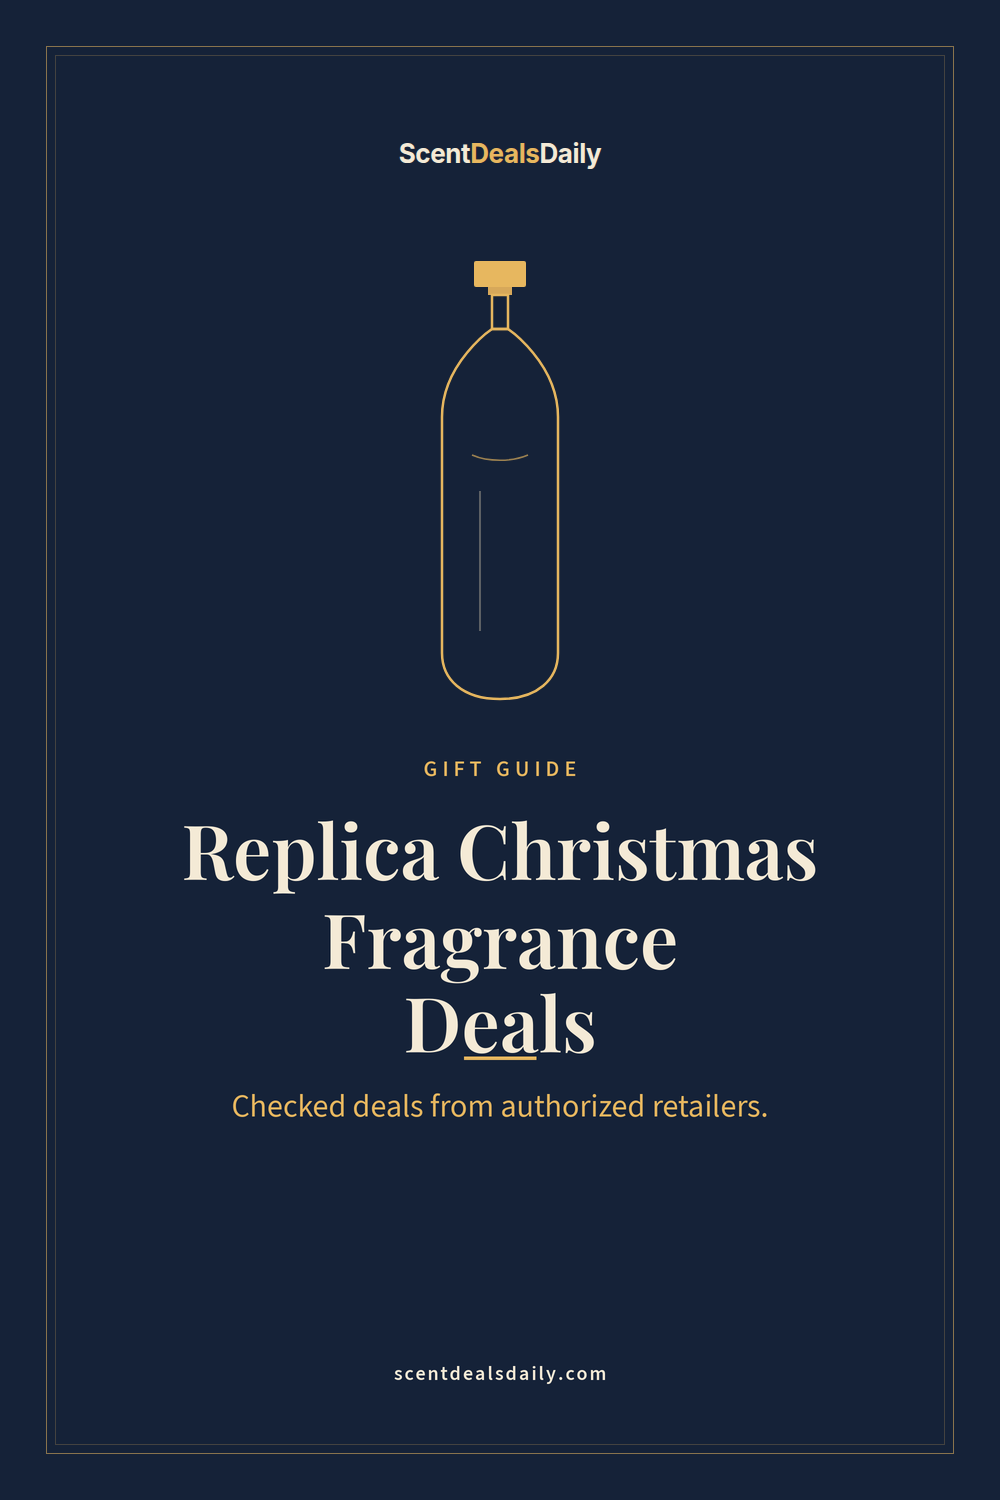 ScentDealsDaily
GIFT GUIDE
Replica Christmas
Fragrance
Deals
Checked deals from authorized retailers.
scentdealsdaily.com